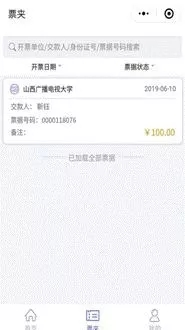 票夹
开票单位/交款人/身份证号/票据号码搜索
开票日期 票据状态
山西广播电视大学 2019-06-10
交款人： 靳钰
票据号码：0000118076
备注： ¥100.00
已加载全部票据
首页 票夹 我的